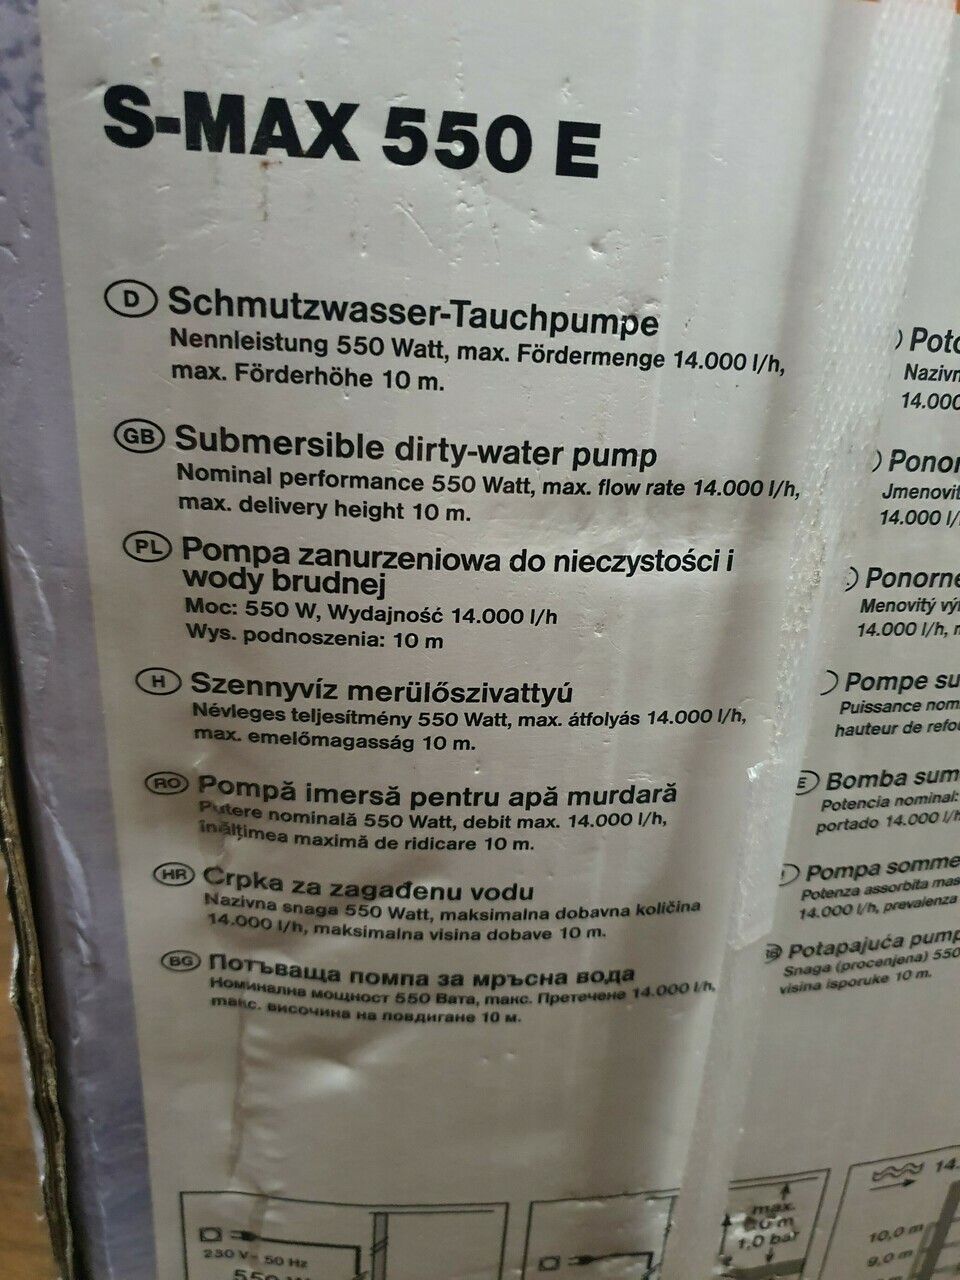 S-MAX 550 E
D Schmutzwasser-Tauchpumpe
Nennleistung 550 Watt, max. Fördermenge 14.000 l/h,
max. Förderhöhe 10 m.
GB Submersible dirty-water pump
Nominal performance 550 Watt, max. flow rate 14.000 l/h,
max. delivery height 10 m.
PL Pompa zanurzeniowa do nieczystości i
wody brudnej
Moc: 550 W, Wydajność 14.000 l/h
Wys. podnoszenia: 10 m
H Szennyvíz merülőszivattyú
Névleges teljesítmény 550 Watt, max. átfolyás 14.000 l/h,
max. emelőmagasság 10 m.
RO Pompă imersă pentru apă murdară
Putere nominală 550 Watt, debit max. 14.000 l/h,
înălţimea maximă de ridicare 10 m.
HR Crpka za zagađenu vodu
Nazivna snaga 550 Watt, maksimalna dobavna količina
14.000 l/h, maksimalna visina dobave 10 m.
BG Потъваща помпа за мръсна вода
Номинална мощност 550 Вата, макс. Претечене 14.000 l/h,
макс. височина на повдигане 10 м.
Poto
Nazivn
14.000
Ponor
Jmenovit
14.000 l/
Ponorne
Menovitý vý
14.000 l/h,
Pompe su
Puissance nom
hauteur de refou
E Bomba sum
Potencia nominal:
portado 14.000 l/h
Pompa somme
Potenza assorbita mas
14.000 l/h, prevalenza
Potapajuća pump
Snaga (procenjena) 550
visina isporuke 10 m.
230 V~ 50 Hz
550
max.
1,0 bar
14.
10,0 m
9,0 m